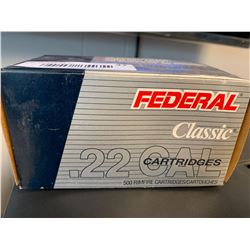 FEDERAL
Classic
.22 CAL
CARTRIDGES
500 RIMFIRE CARTRIDGES/CARTOUCHES